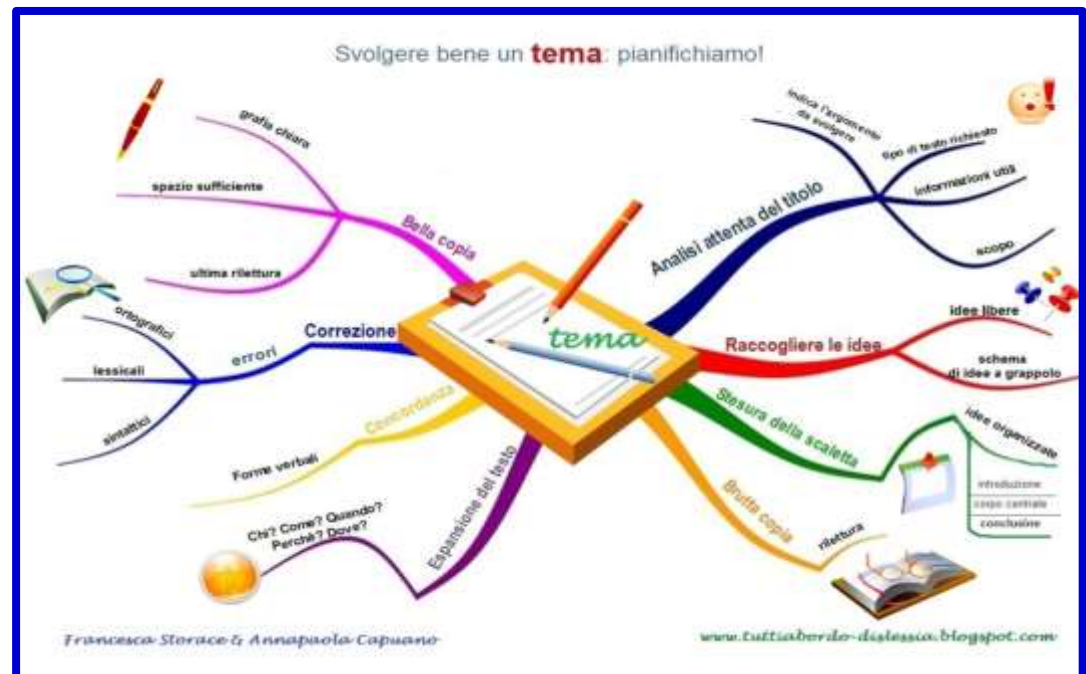 Svolgere bene un tema: pianifichiamo!
indica l'argomento
da svolgere
tipo di testo richiesto
informazioni utili
scopo
Analisi attenta del titolo
idee libere
schema
di idee a grappolo
Raccogliere le idee
Stesura della scaletta
idee organizzate
introduzione
corpo centrale
conclusine
Brutta copia
rilettura
Espansione del testo
Chi? Come? Quando?
Perchè? Dove?
Concordanza
Forme verbali
Correzione
errori
ortografici
lessicali
sintattici
Bella copia
grafia chiara
spazio sufficiente
ultima rilettura
tema
Francesca Storace & Annapaola Capuano
www.tuttiabordo-dislessia.blogspot.com